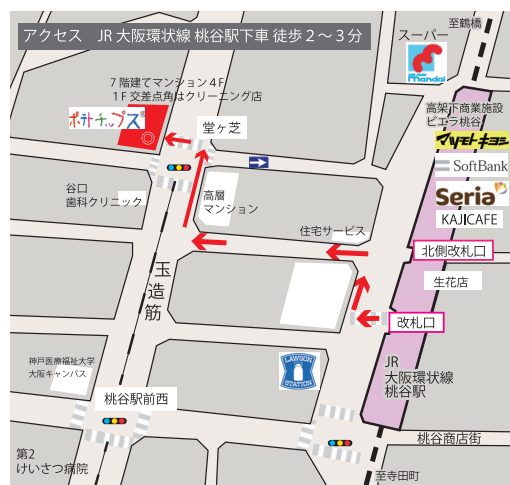 アクセス JR 大阪環状線 桃谷駅下車 徒歩２～３分
至鶴橋
スーパー
mandai
７階建てマンション４F
１F 交差点角はクリーニング店
ポテトチップス®
堂ヶ芝
高架下商業施設
ビエラ桃谷
マツモトキヨシ
SoftBank
Seria
KAJICAFE
谷口
歯科クリニック
高層
マンション
住宅サービス
北側改札口
生花店
玉造筋
改札口
LAWSON
STATION
JR
大阪環状線
桃谷駅
神戸医療福祉大学
大阪キャンパス
桃谷駅前西
桃谷商店街
第2
けいさつ病院
至寺田町